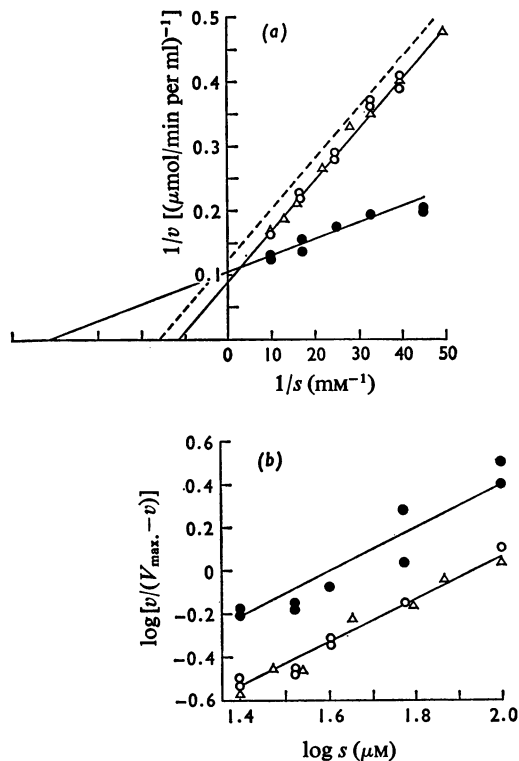 (a)
0.5
0.4
0.3
0.2
0.1
1/v [(μmol/min per ml)⁻¹]
0 10 20 30 40 50
1/s (mM⁻¹)
(b)
0.6
0.4
0.2
0
−0.2
−0.4
−0.6
log[v/(Vmax.−v)]
1.4 1.6 1.8 2.0
log s (μM)